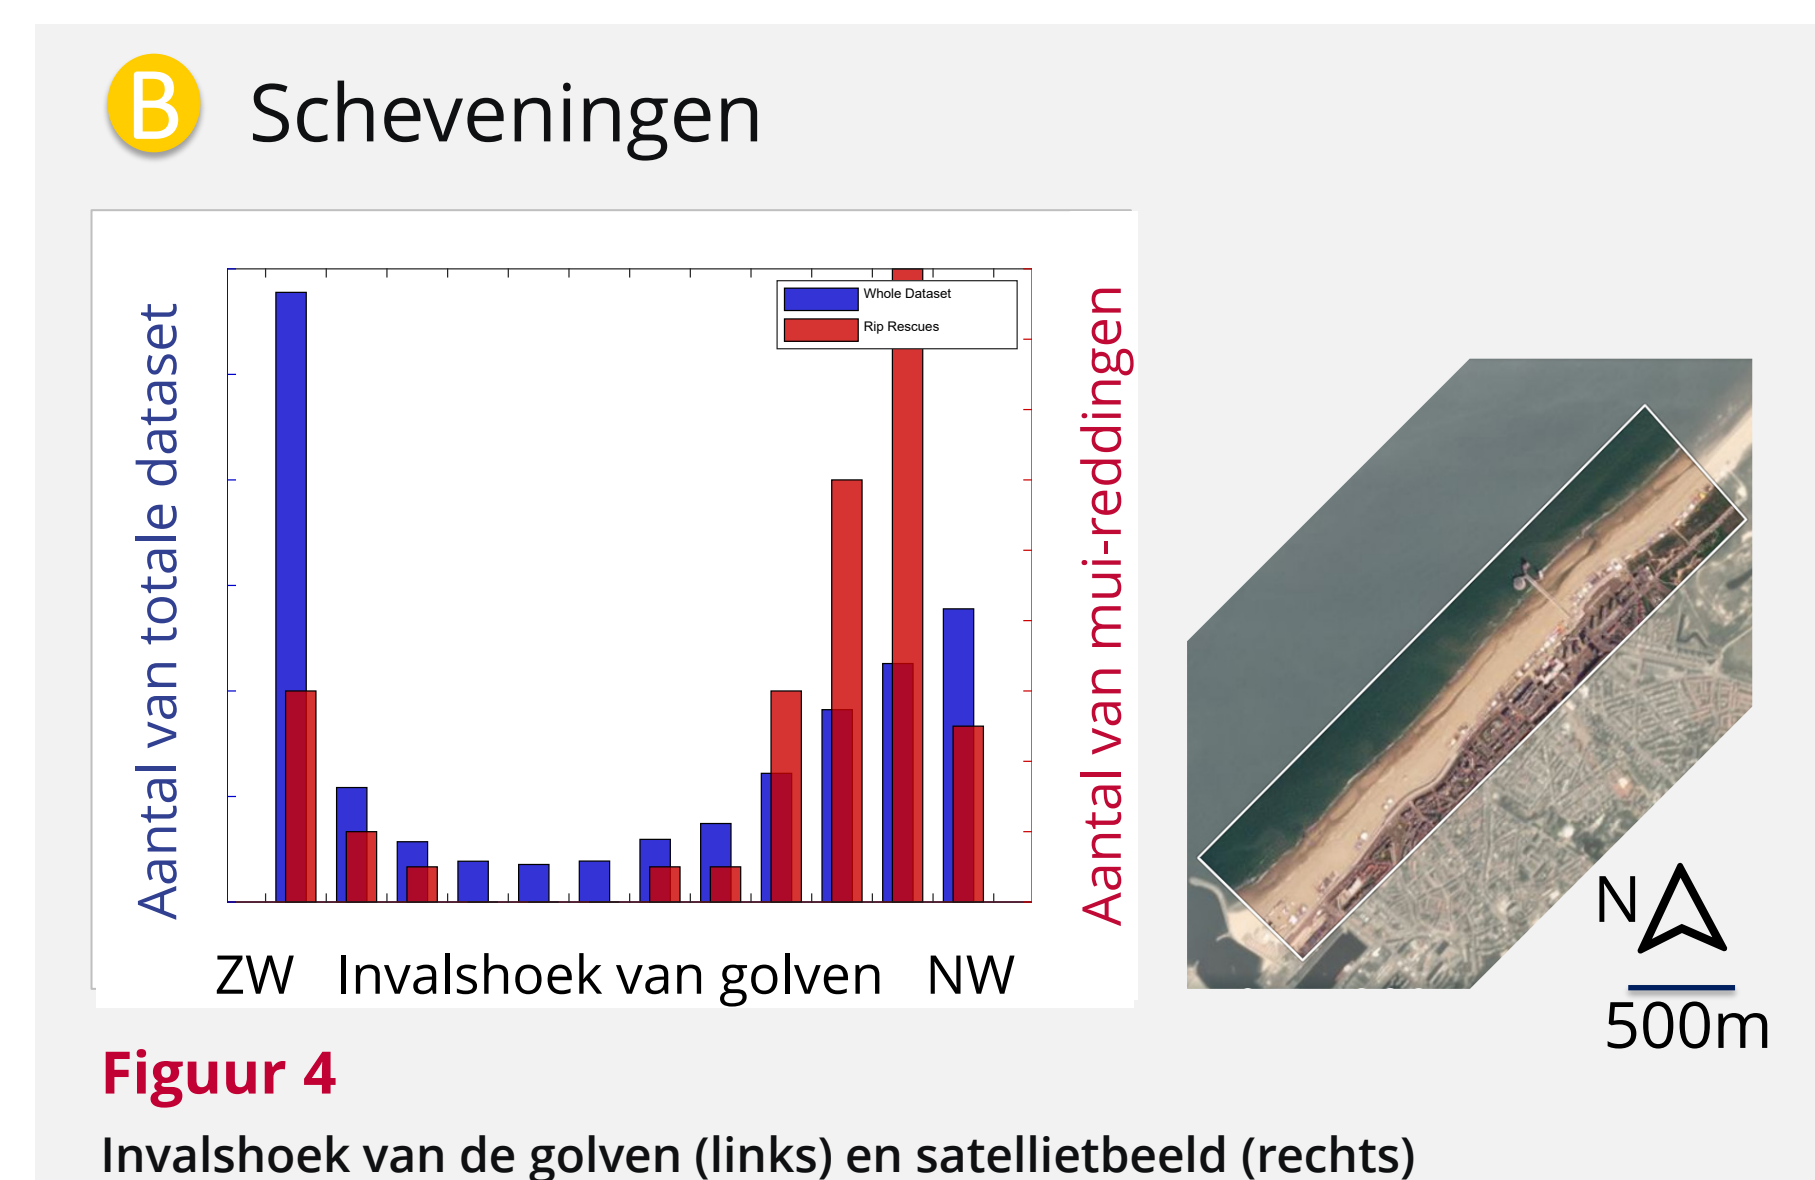 B Scheveningen
Aantal van totale dataset
Whole Dataset
Rip Rescues
Aantal van mui-reddingen
ZW Invalshoek van golven NW
N
500m
Figuur 4
Invalshoek van de golven (links) en satellietbeeld (rechts)